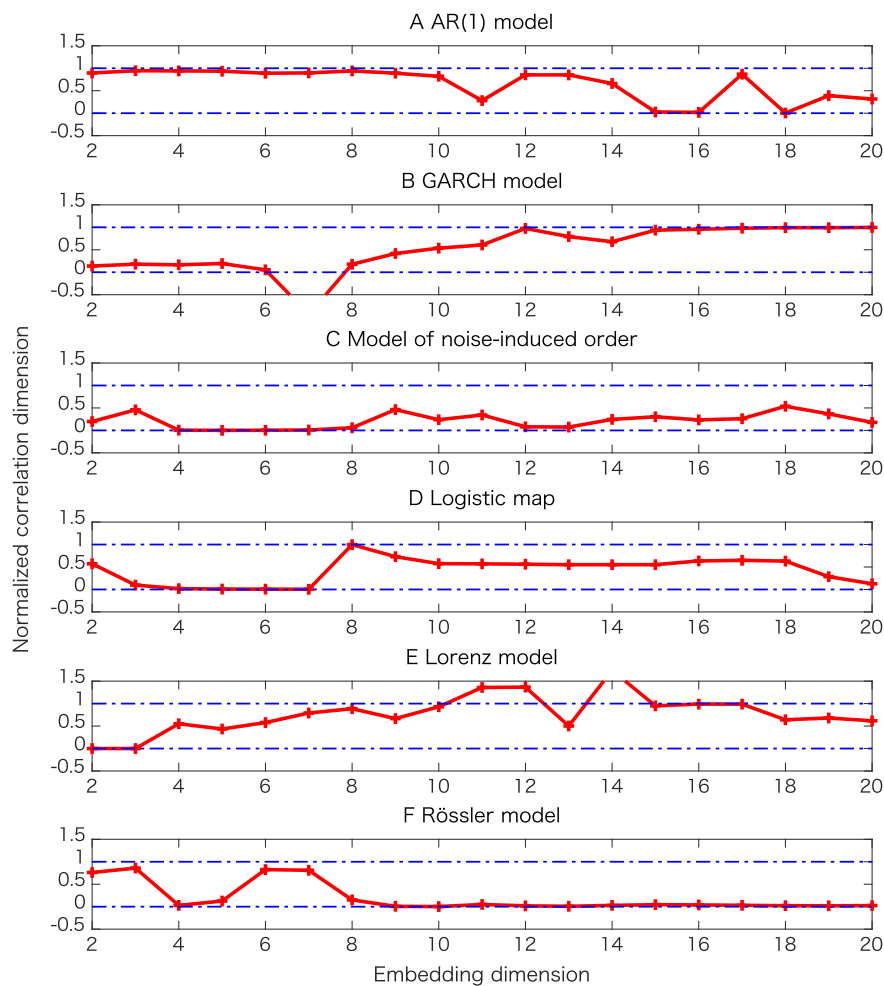 A AR(1) model
1.5
1
0.5
0
-0.5
2 4 6 8 10 12 14 16 18 20
B GARCH model
1.5
1
0.5
0
-0.5
2 4 6 8 10 12 14 16 18 20
C Model of noise-induced order
1.5
1
0.5
0
-0.5
2 4 6 8 10 12 14 16 18 20
D Logistic map
1.5
1
0.5
0
-0.5
2 4 6 8 10 12 14 16 18 20
E Lorenz model
1.5
1
0.5
0
-0.5
2 4 6 8 10 12 14 16 18 20
F Rössler model
1.5
1
0.5
0
-0.5
2 4 6 8 10 12 14 16 18 20
Normalized correlation dimension
Embedding dimension